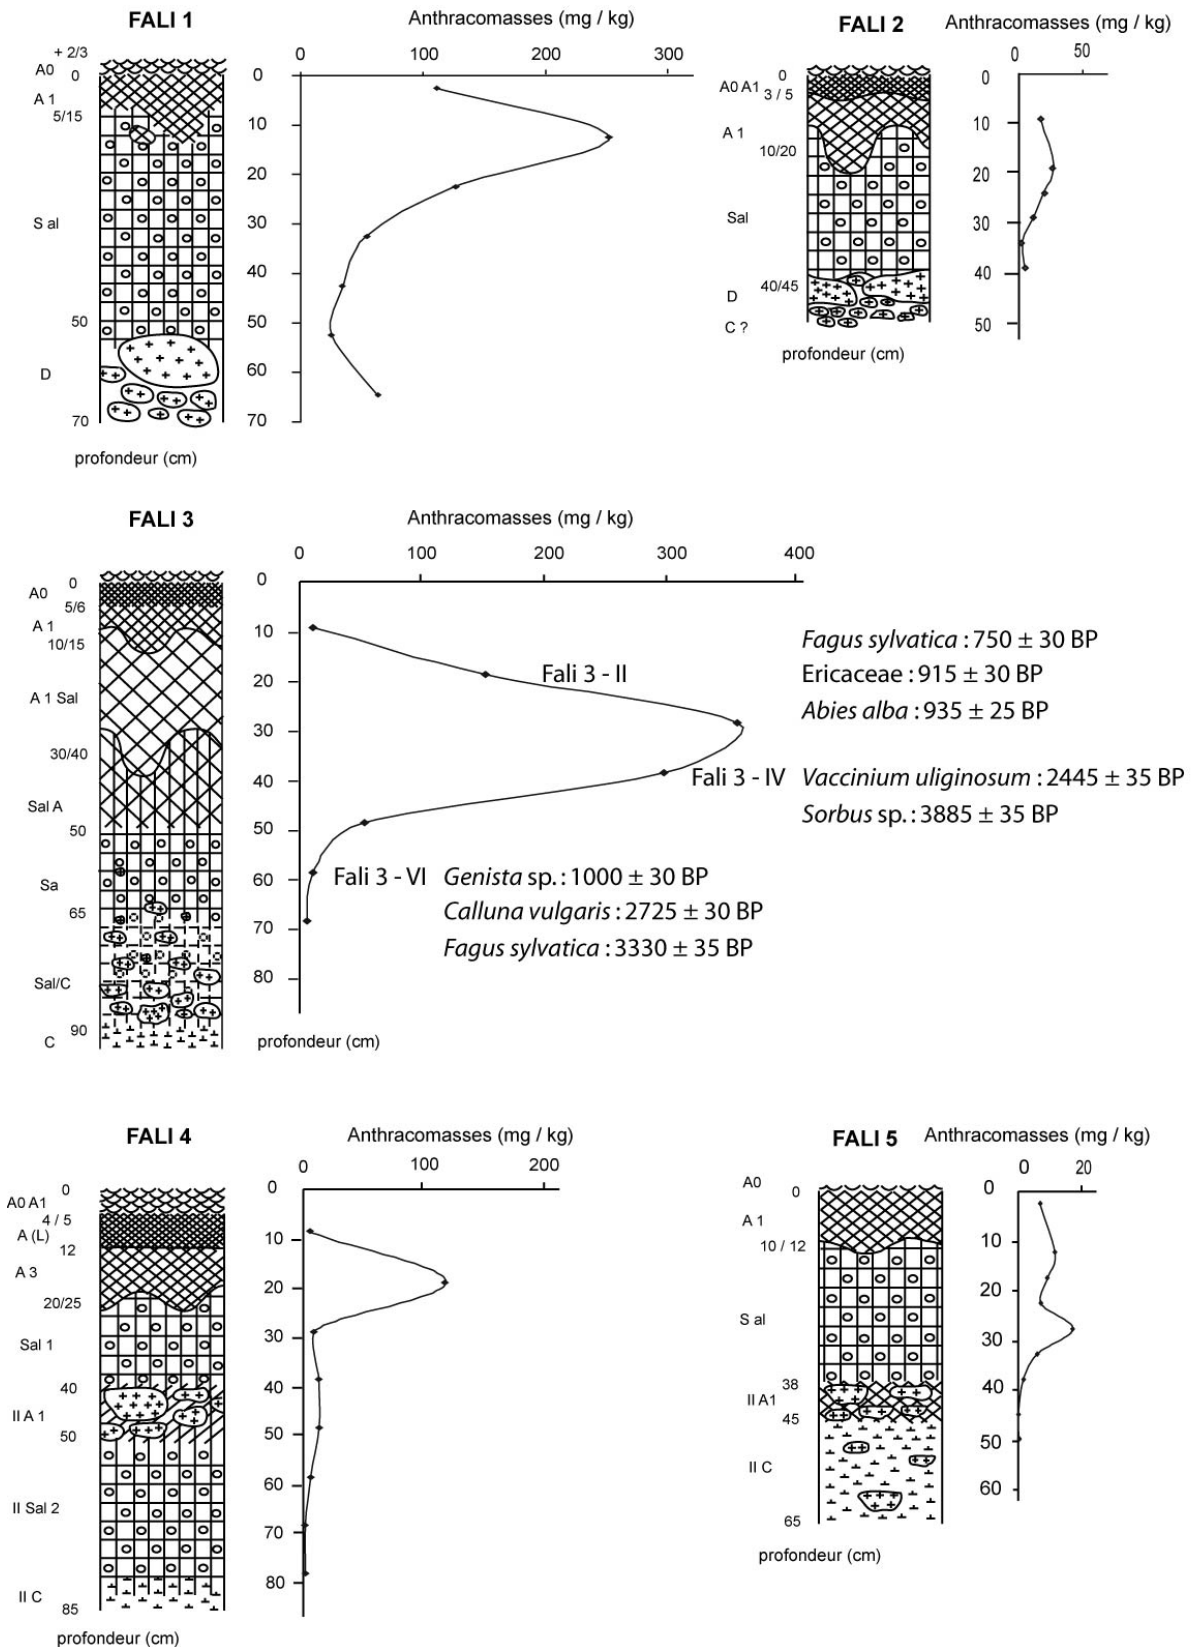 FALI 1
Anthracomasses (mg / kg)
0 100 200 300
+ 2/3
A0
0
A 1
5/15
S al
50
D
70
profondeur (cm)
0
10
20
30
40
50
60
70
FALI 2
Anthracomasses (mg / kg)
0 50
0
A0 A1
3 / 5
A 1
10/20
Sal
40/45
D
C ?
profondeur (cm)
0
10
20
30
40
50
FALI 3
Anthracomasses (mg / kg)
0 100 200 300 400
0
A0
5/6
A 1
10/15
A 1 Sal
30/40
Sal A
50
Sa
65
Sal/C
90
C
0
10
20
30
40
50
60
70
80
profondeur (cm)
Fali 3 - II
Fagus sylvatica : 750 ± 30 BP
Ericaceae : 915 ± 30 BP
Abies alba : 935 ± 25 BP
Fali 3 - IV Vaccinium uliginosum : 2445 ± 35 BP
Sorbus sp. : 3885 ± 35 BP
Fali 3 - VI Genista sp. : 1000 ± 30 BP
Calluna vulgaris : 2725 ± 30 BP
Fagus sylvatica : 3330 ± 35 BP
FALI 4
Anthracomasses (mg / kg)
0 100 200
0
A0 A1
4 / 5
A (L)
12
A 3
20/25
Sal 1
40
II A 1
50
II Sal 2
II C
85
profondeur (cm)
0
10
20
30
40
50
60
70
80
FALI 5
Anthracomasses (mg / kg)
0 20
A0
0
A 1
10 / 12
S al
38
II A1
45
II C
65
profondeur (cm)
0
10
20
30
40
50
60